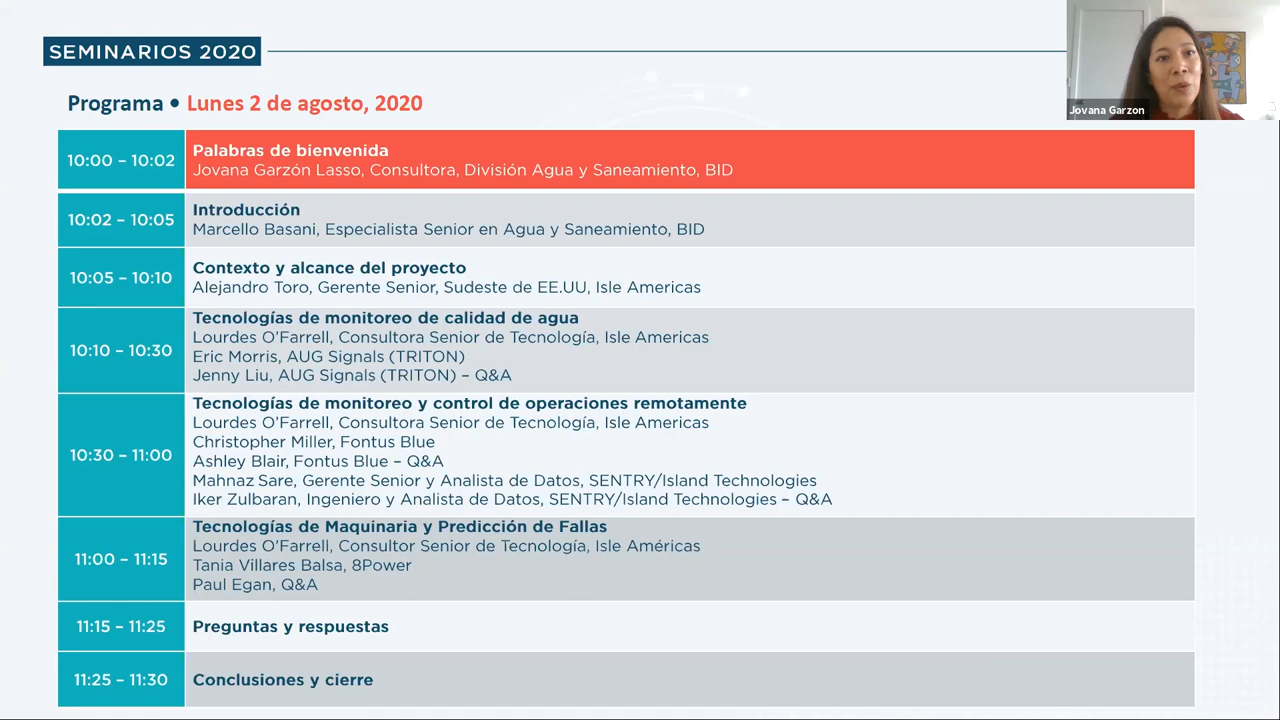 SEMINARIOS 2020
Jovana Garzon
Programa • Lunes 2 de agosto, 2020
10:00 – 10:02
Palabras de bienvenida
Jovana Garzón Lasso, Consultora, División Agua y Saneamiento, BID
10:02 – 10:05
Introducción
Marcello Basani, Especialista Senior en Agua y Saneamiento, BID
10:05 – 10:10
Contexto y alcance del proyecto
Alejandro Toro, Gerente Senior, Sudeste de EE.UU, Isle Americas
10:10 – 10:30
Tecnologías de monitoreo de calidad de agua
Lourdes O’Farrell, Consultora Senior de Tecnología, Isle Americas
Eric Morris, AUG Signals (TRITON)
Jenny Liu, AUG Signals (TRITON) – Q&A
10:30 – 11:00
Tecnologías de monitoreo y control de operaciones remotamente
Lourdes O’Farrell, Consultora Senior de Tecnología, Isle Americas
Christopher Miller, Fontus Blue
Ashley Blair, Fontus Blue – Q&A
Mahnaz Sare, Gerente Senior y Analista de Datos, SENTRY/Island Technologies
Iker Zulbaran, Ingeniero y Analista de Datos, SENTRY/Island Technologies – Q&A
11:00 – 11:15
Tecnologías de Maquinaria y Predicción de Fallas
Lourdes O’Farrell, Consultor Senior de Tecnología, Isle Américas
Tania Villares Balsa, 8Power
Paul Egan, Q&A
11:15 – 11:25
Preguntas y respuestas
11:25 – 11:30
Conclusiones y cierre